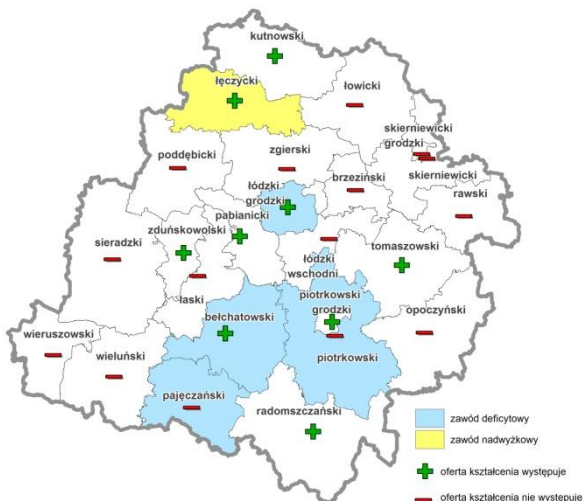 kutnowski
łęczycki
łowicki
skierniewicki
grodzki
skierniewicki
poddębicki
zgierski
brzeziński
rawski
łódzki
grodzki
pabianicki
zduńskowolski
sieradzki
łódzki
wschodni
tomaszowski
łaski
bełchatowski
piotrkowski
grodzki
opoczyński
wieruszowski
wieluński
piotrkowski
pajęczański
radomszczański
zawód deficytowy
zawód nadwyżkowy
oferta kształcenia występuje
oferta kształcenia nie występuje